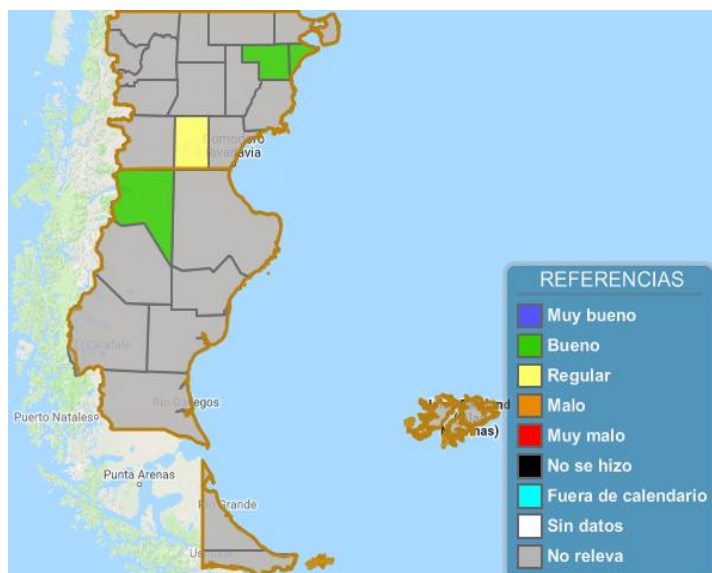 Comodoro
Rivadavia
REFERENCIAS
Muy bueno
Bueno
Regular
Malo
Muy malo
No se hizo
Fuera de calendario
Sin datos
No releva
El Calafate
Río Gallegos
Puerto Natales
Punta Arenas
Río Grande